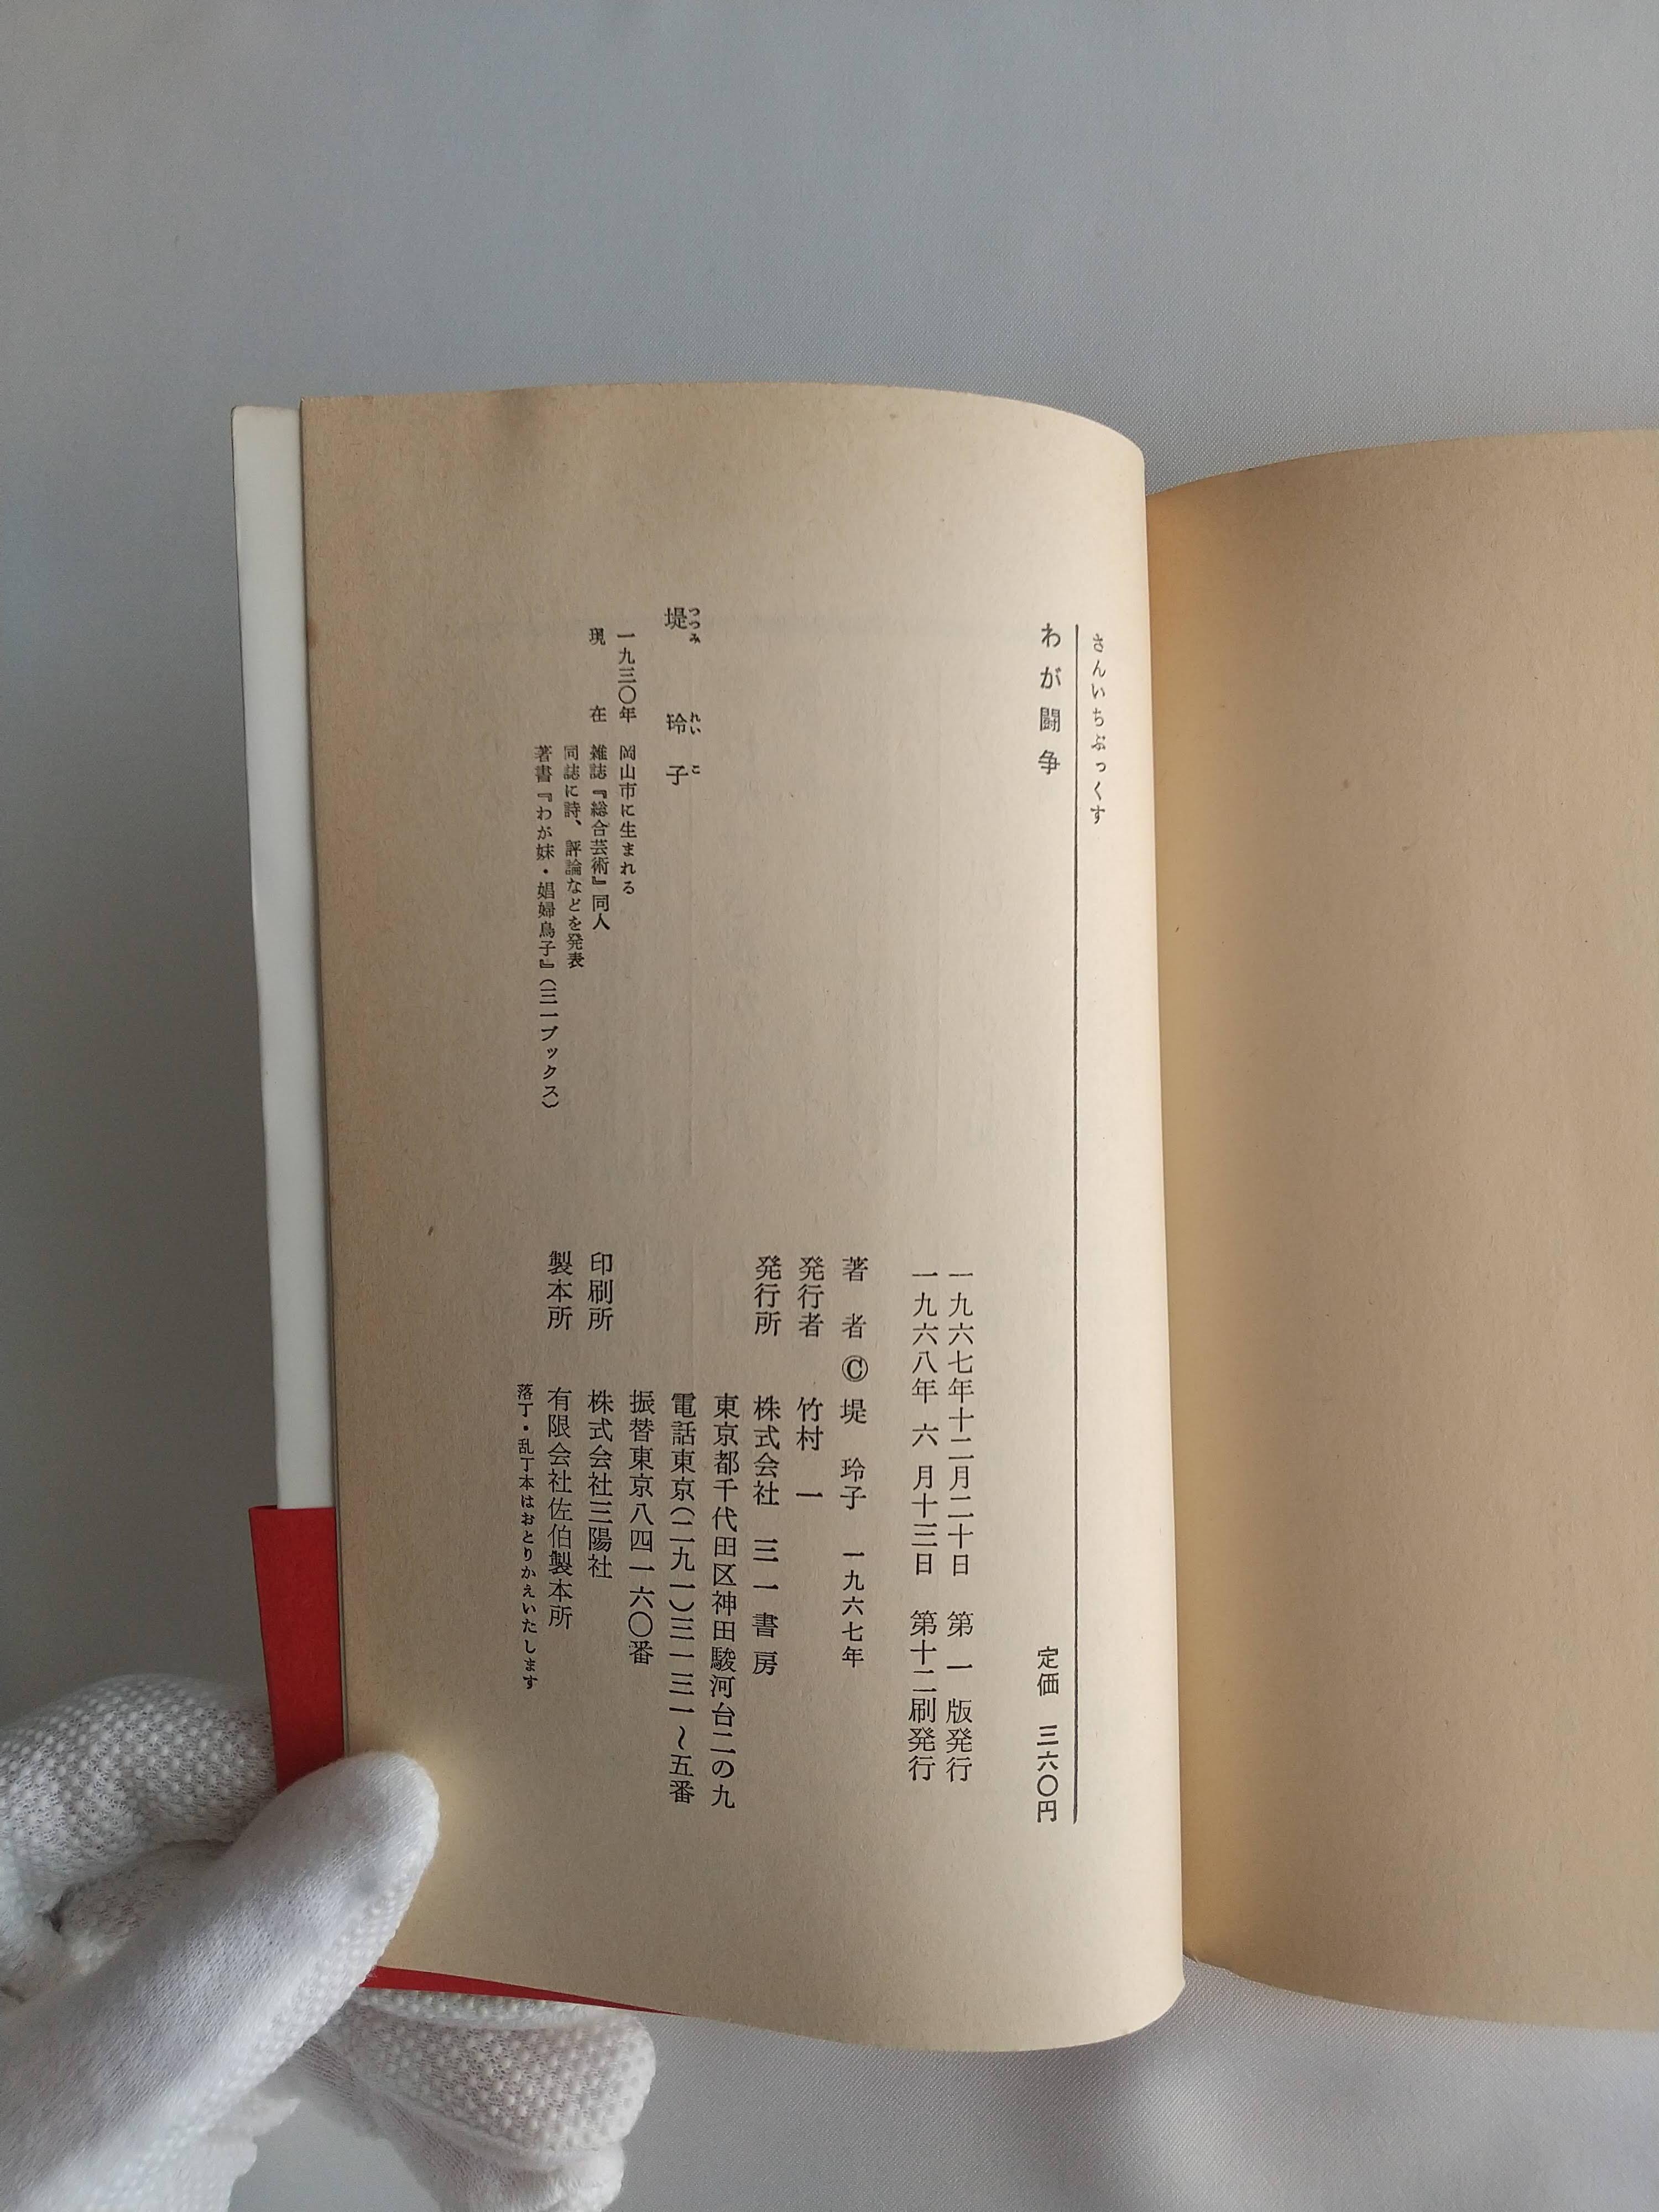 さんいちぶっくす
わが闘争
定価 三六〇円
一九六七年十二月二十日 第一版発行
一九六八年 六 月十三日 第十二刷発行
著 者 © 堤 玲子 一九六七年
発行者 竹村 一
発行所 株式会社 三一書房
東京都千代田区神田駿河台二の九
電話東京(二九一)三一三一〜五番
振替東京八四一六〇番
印刷所 株式会社三陽社
製本所 有限会社佐伯製本所
落丁・乱丁本はおとりかえいたします
つつみ れい こ
堤 玲子
一九三〇年 岡山市に生まれる
現 在 雑誌『総合芸術』同人
同誌に詩、評論などを発表
著書『わが妹・娼婦鳥子』(三一ブックス)